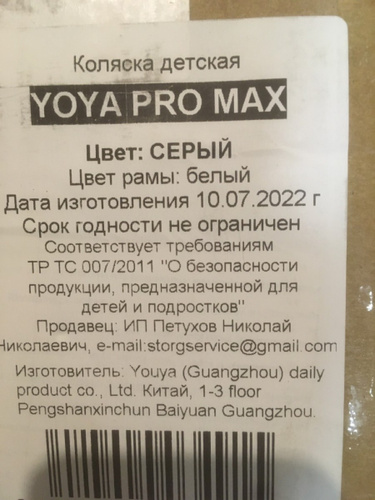 Коляска детская
YOYA PRO MAX
Цвет: СЕРЫЙ
Цвет рамы: белый
Дата изготовления 10.07.2022 г
Срок годности не ограничен
Соответствует требованиям
ТР ТС 007/2011 "О безопасности
продукции, предназначенной для
детей и подростков"
Продавец: ИП Петухов Николай
Николаевич, e-mail:storgservice@gmail.com
Изготовитель: Youya (Guangzhou) daily
product co., Ltd. Китай, 1-3 floor
Pengshanxinchun Baiyuan Guangzhou.